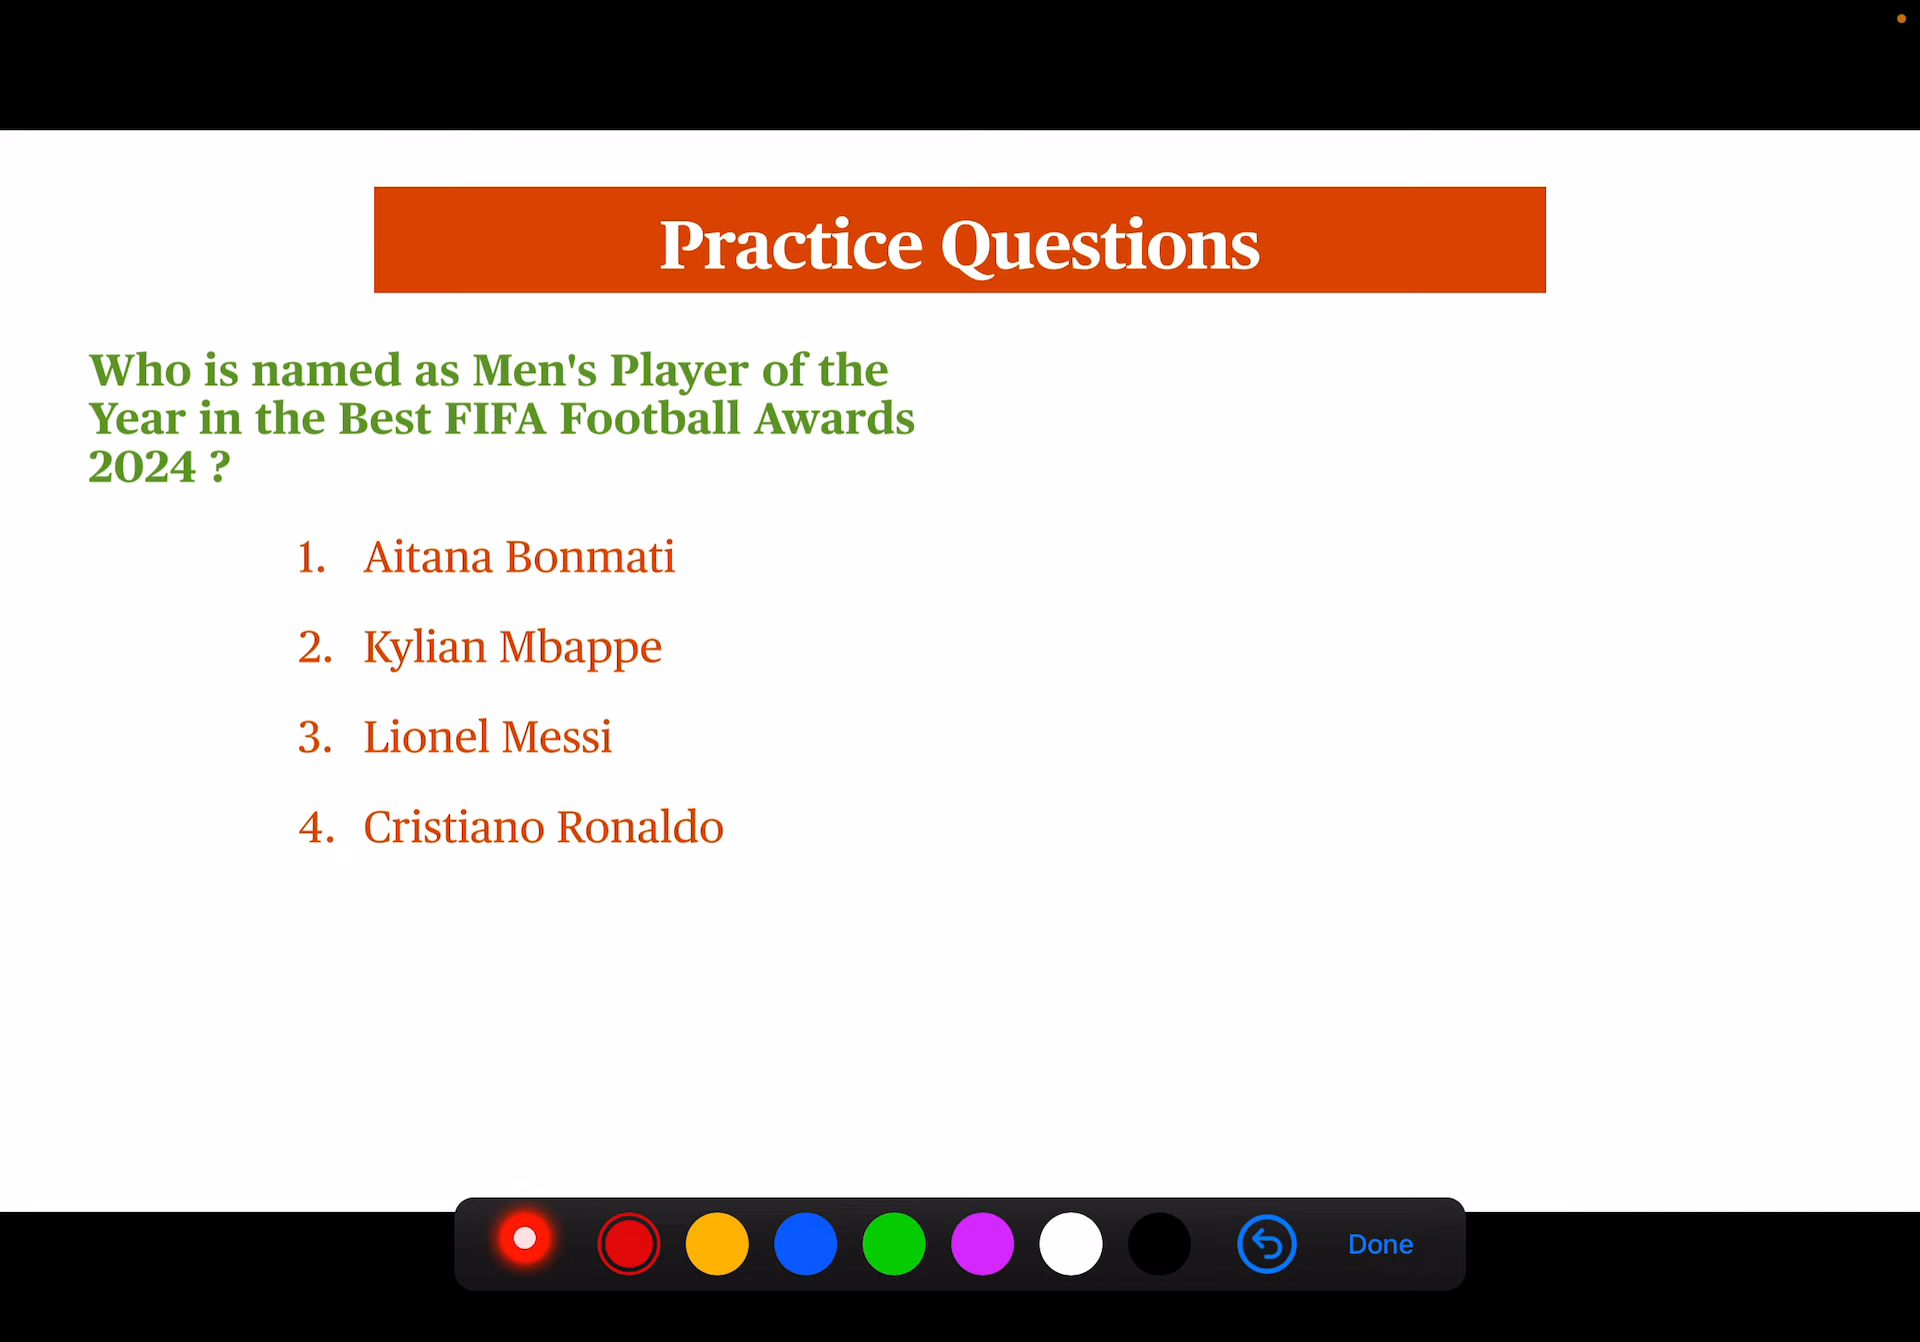 Practice Questions
Who is named as Men's Player of the
Year in the Best FIFA Football Awards
2024 ?
1. Aitana Bonmati
2. Kylian Mbappe
3. Lionel Messi
4. Cristiano Ronaldo
Done